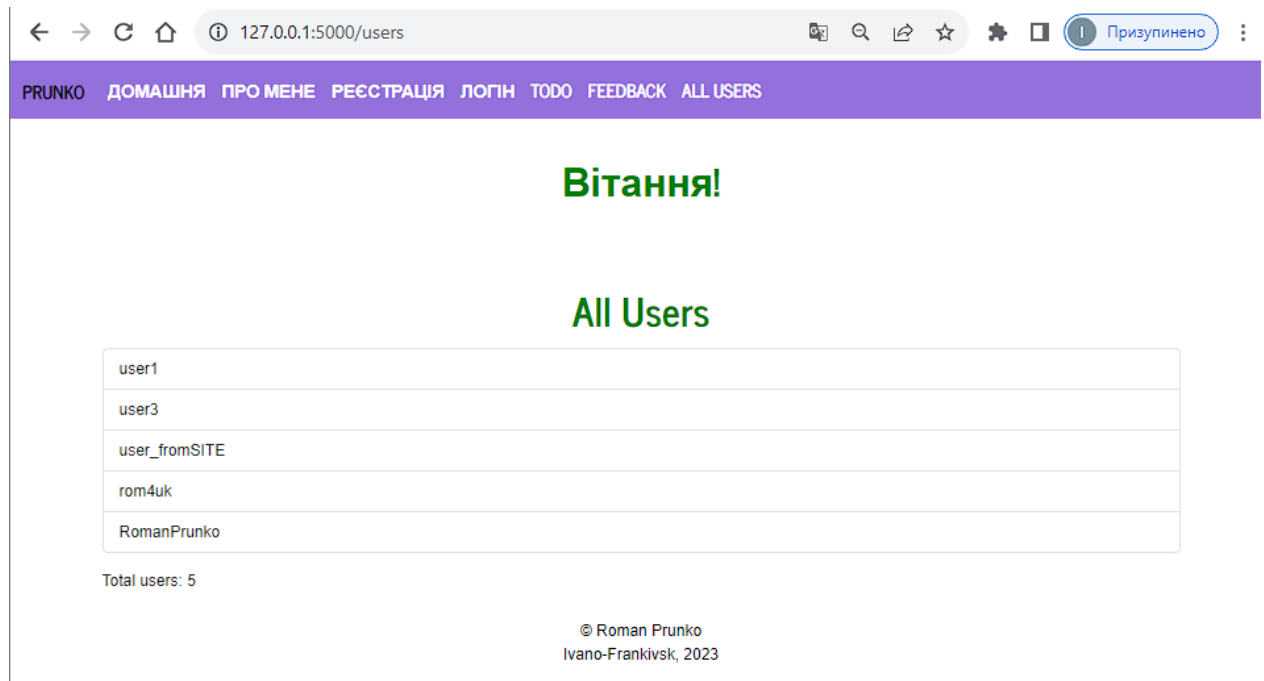 127.0.0.1:5000/users
I Призупинено
PRUNKO ДОМАШНЯ ПРО МЕНЕ РЕЄСТРАЦІЯ ЛОГІН TODO FEEDBACK ALL USERS
Вітання!
All Users
user1
user3
user_fromSITE
rom4uk
RomanPrunko
Total users: 5
© Roman Prunko
Ivano-Frankivsk, 2023